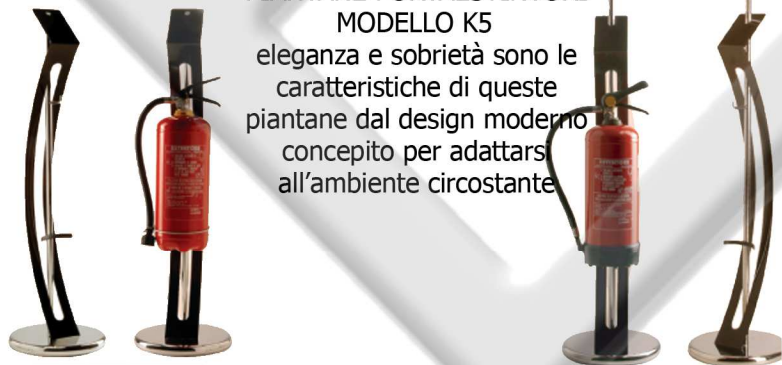 MODELLO K5
eleganza e sobrietà sono le
caratteristiche di queste
piantane dal design moderno
concepito per adattarsi
all'ambiente circostante